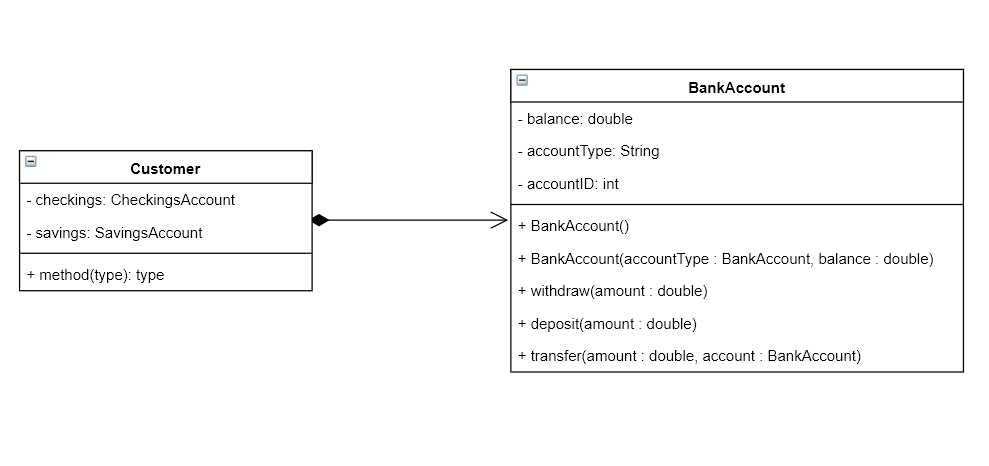 Customer
- checkings: CheckingsAccount
- savings: SavingsAccount
+ method(type): type
BankAccount
- balance: double
- accountType: String
- accountID: int
+ BankAccount()
+ BankAccount(accountType : BankAccount, balance : double)
+ withdraw(amount : double)
+ deposit(amount : double)
+ transfer(amount : double, account : BankAccount)